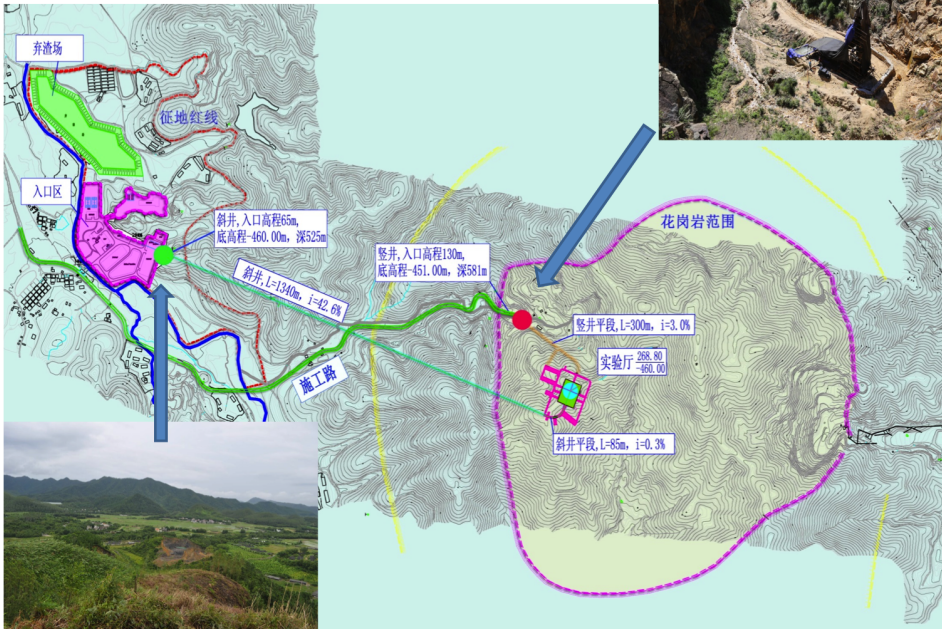 弃渣场
征地红线
入口区
斜井,入口高程65m,
底高程-460.00m, 深525m
斜井,L=1340m, i=42.6%
竖井,入口高程130m,
底高程-451.00m, 深581m
花岗岩范围
竖井平段,L=300m, i=3.0%
实验厅 268.80
-460.00
施工路
斜井平段,L=85m, i=0.3%